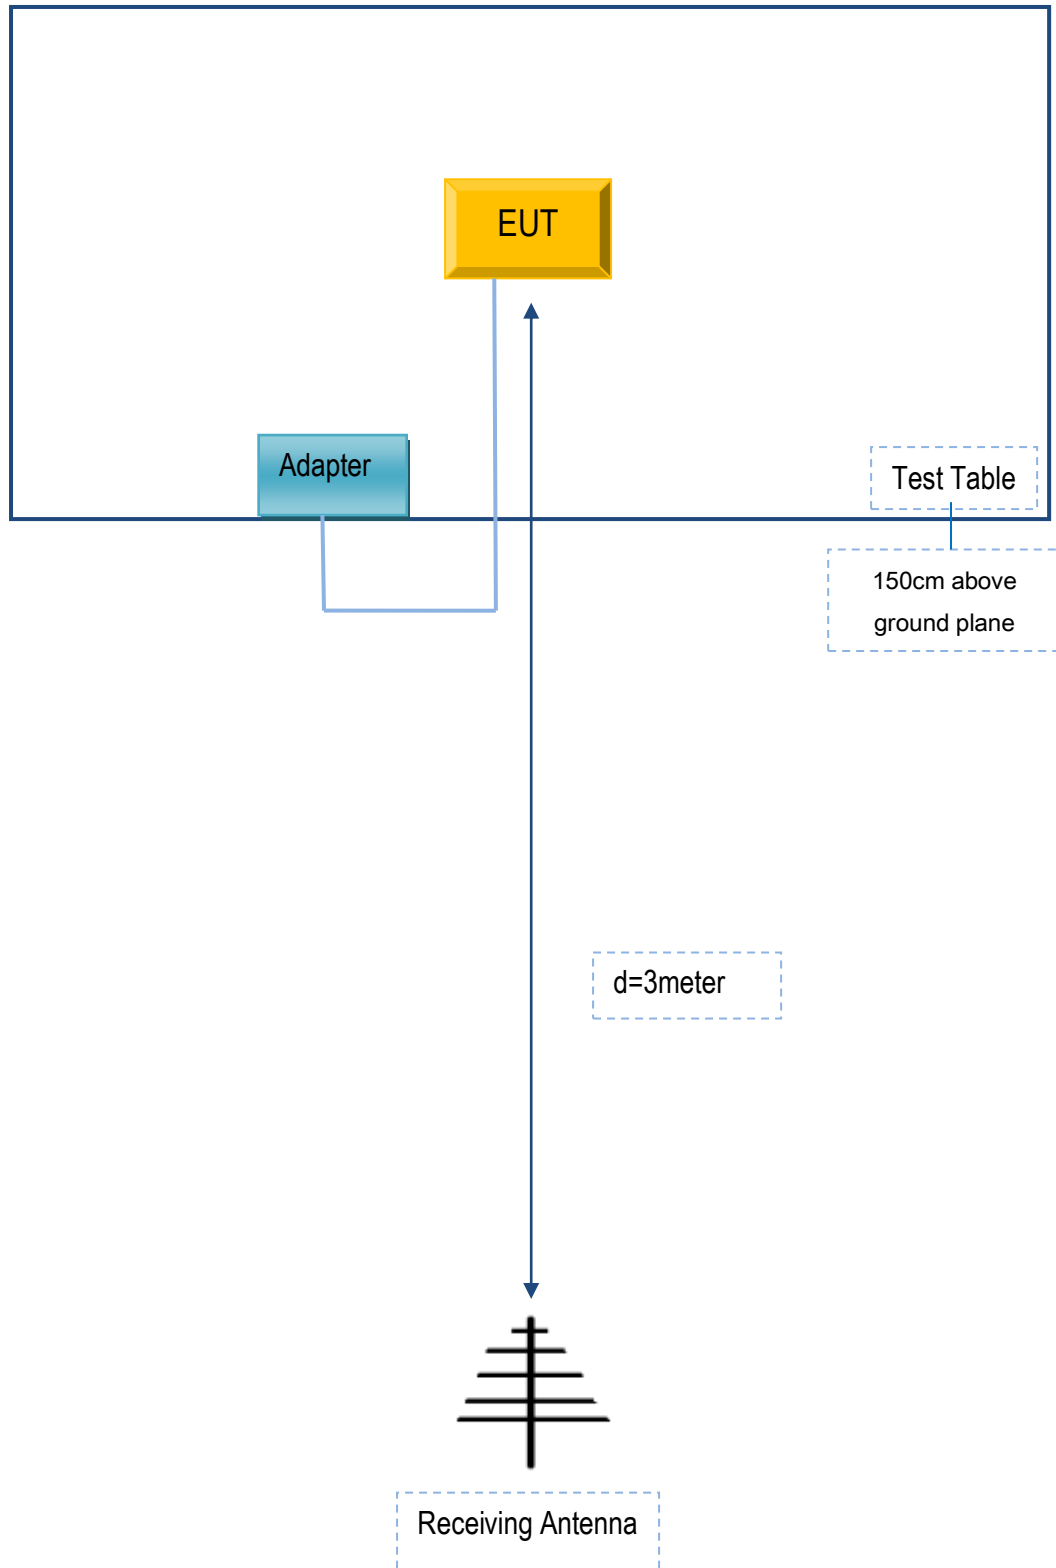 EUT
Adapter
Test Table
150cm above
ground plane
d=3meter
Receiving Antenna